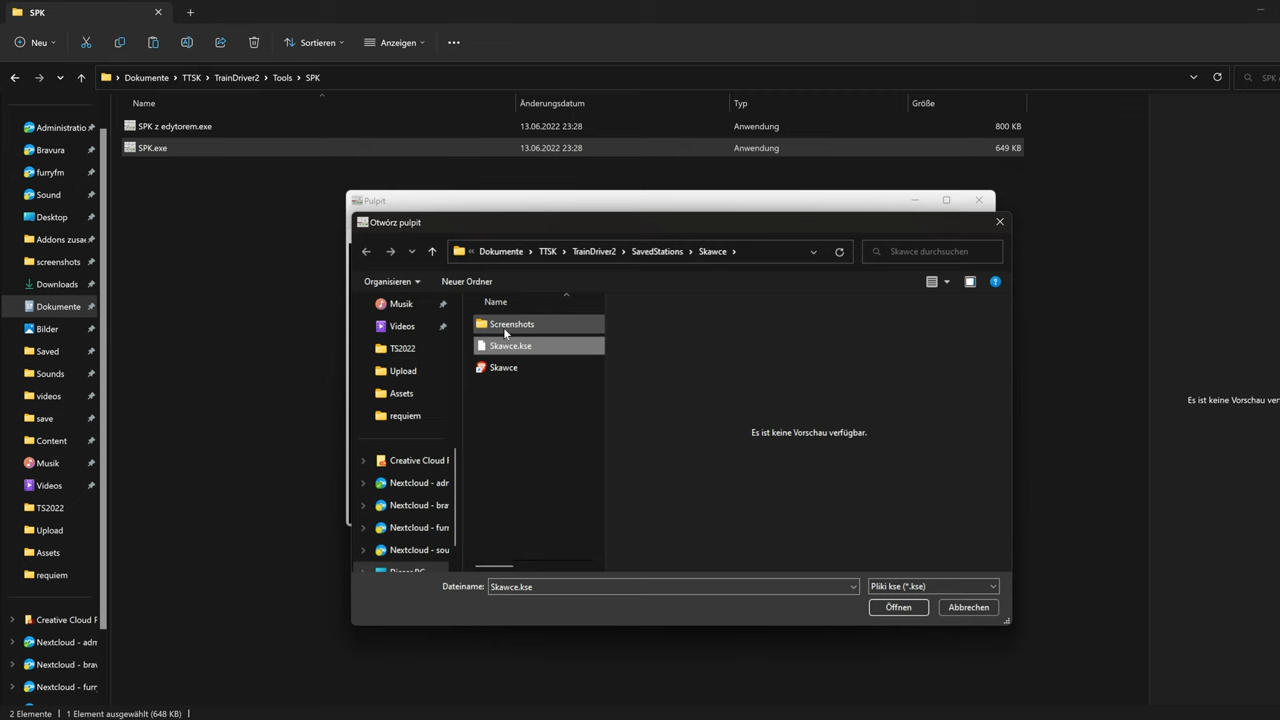 SPK
Neu
Sortieren
Anzeigen
Dokumente > TTSK > TrainDriver2 > Tools > SPK
SPK
Name
Änderungsdatum
Typ
Größe
SPK z edytorem.exe
13.06.2022 23:28
Anwendung
800 KB
SPK.exe
13.06.2022 23:28
Anwendung
649 KB
Administratio
Bravura
furryfm
Sound
Desktop
Addons zusa
screenshots
Downloads
Dokumente
Bilder
Saved
Sounds
videos
save
Content
Musik
Videos
TS2022
Upload
Assets
requiem
Creative Cloud F
Nextcloud - adm
Nextcloud - brav
Nextcloud - furry
Es ist keine Vorschau verfügbar.
Pulpit
Otwórz pulpit
« Dokumente > TTSK > TrainDriver2 > SavedStations > Skawce >
Skawce durchsuchen
Organisieren
Neuer Ordner
Musik
Videos
TS2022
Upload
Assets
requiem
Creative Cloud F
Nextcloud - adr
Nextcloud - bra
Nextcloud - furr
Nextcloud - sou
Name
Screenshots
Skawce.kse
Skawce
Es ist keine Vorschau verfügbar.
Dateiname:
Skawce.kse
Pliki kse (*.kse)
Öffnen
Abbrechen
2 Elemente
1 Element ausgewählt (648 KB)